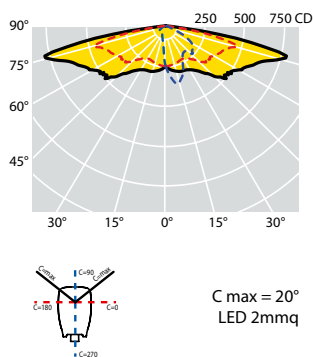 250 500 750 CD
90°
75°
60°
45°
30° 15° 0° 15° 30°
C=max C=90 C=max
C=180 C=0
C=270
C max = 20°
LED 2mmq